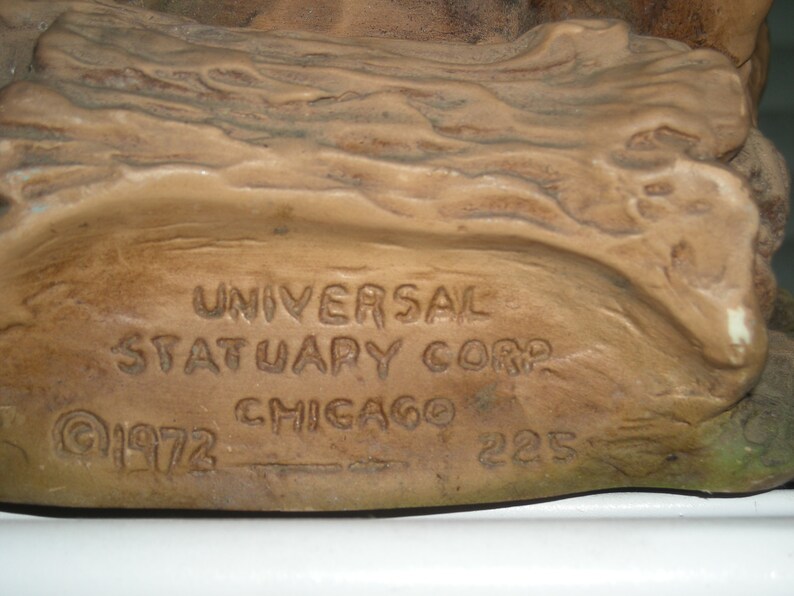 UNIVERSAL
STATUARY CORP
CHICAGO
©1972 225